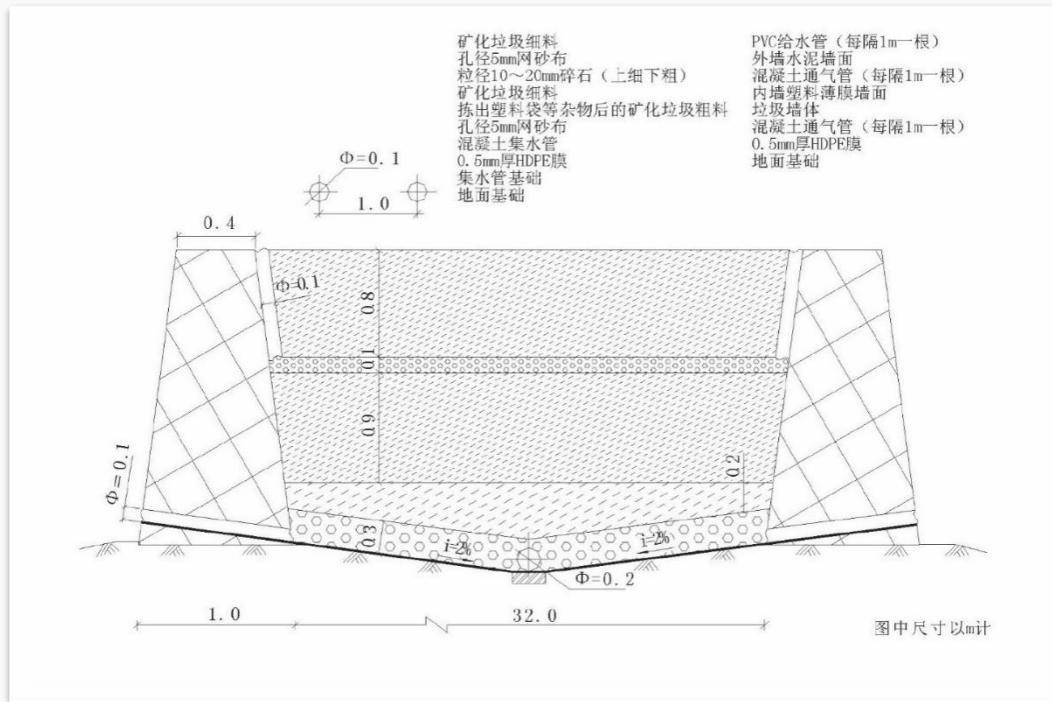 矿化垃圾细料
孔径5mm网砂布
粒径10～20mm碎石（上细下粗）
矿化垃圾细料
拣出塑料袋等杂物后的矿化垃圾粗料
孔径5mm网砂布
混凝土集水管
0.5mm厚HDPE膜
集水管基础
地面基础
PVC给水管（每隔1m一根）
外墙水泥墙面
混凝土通气管（每隔1m一根）
内墙塑料薄膜墙面
垃圾墙体
混凝土通气管（每隔1m一根）
0.5mm厚HDPE膜
地面基础
Φ=0.1
1.0
0.4
Φ=0.1
0.8
0.1
0.9
0.2
Φ=0.1
0.3
i=2%
i=2%
Φ=0.2
1.0
32.0
图中尺寸以m计